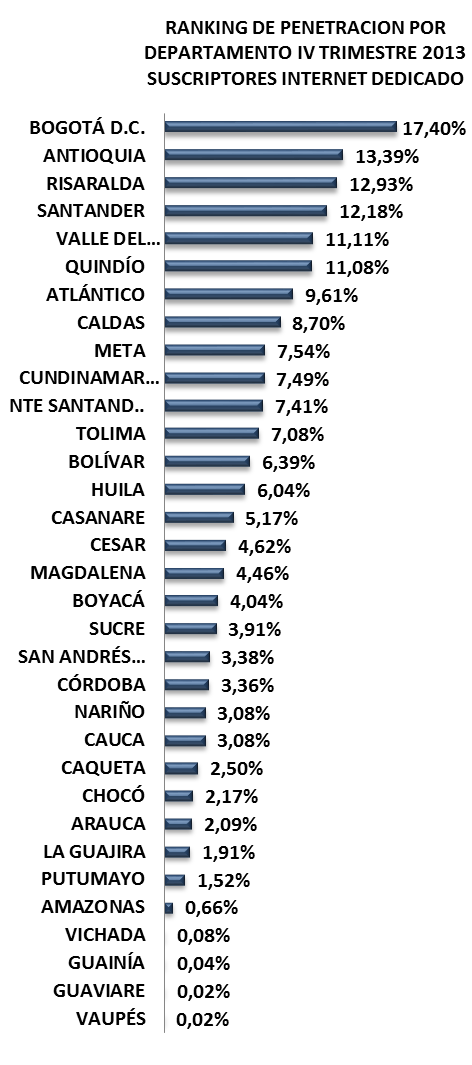 RANKING DE PENETRACION POR
DEPARTAMENTO IV TRIMESTRE 2013
SUSCRIPTORES INTERNET DEDICADO
BOGOTÁ D.C. 17,40%
ANTIOQUIA 13,39%
RISARALDA 12,93%
SANTANDER 12,18%
VALLE DEL... 11,11%
QUINDÍO 11,08%
ATLÁNTICO 9,61%
CALDAS 8,70%
META 7,54%
CUNDINAMAR... 7,49%
NTE SANTAND.. 7,41%
TOLIMA 7,08%
BOLÍVAR 6,39%
HUILA 6,04%
CASANARE 5,17%
CESAR 4,62%
MAGDALENA 4,46%
BOYACÁ 4,04%
SUCRE 3,91%
SAN ANDRÉS... 3,38%
CÓRDOBA 3,36%
NARIÑO 3,08%
CAUCA 3,08%
CAQUETA 2,50%
CHOCÓ 2,17%
ARAUCA 2,09%
LA GUAJIRA 1,91%
PUTUMAYO 1,52%
AMAZONAS 0,66%
VICHADA 0,08%
GUAINÍA 0,04%
GUAVIARE 0,02%
VAUPÉS 0,02%